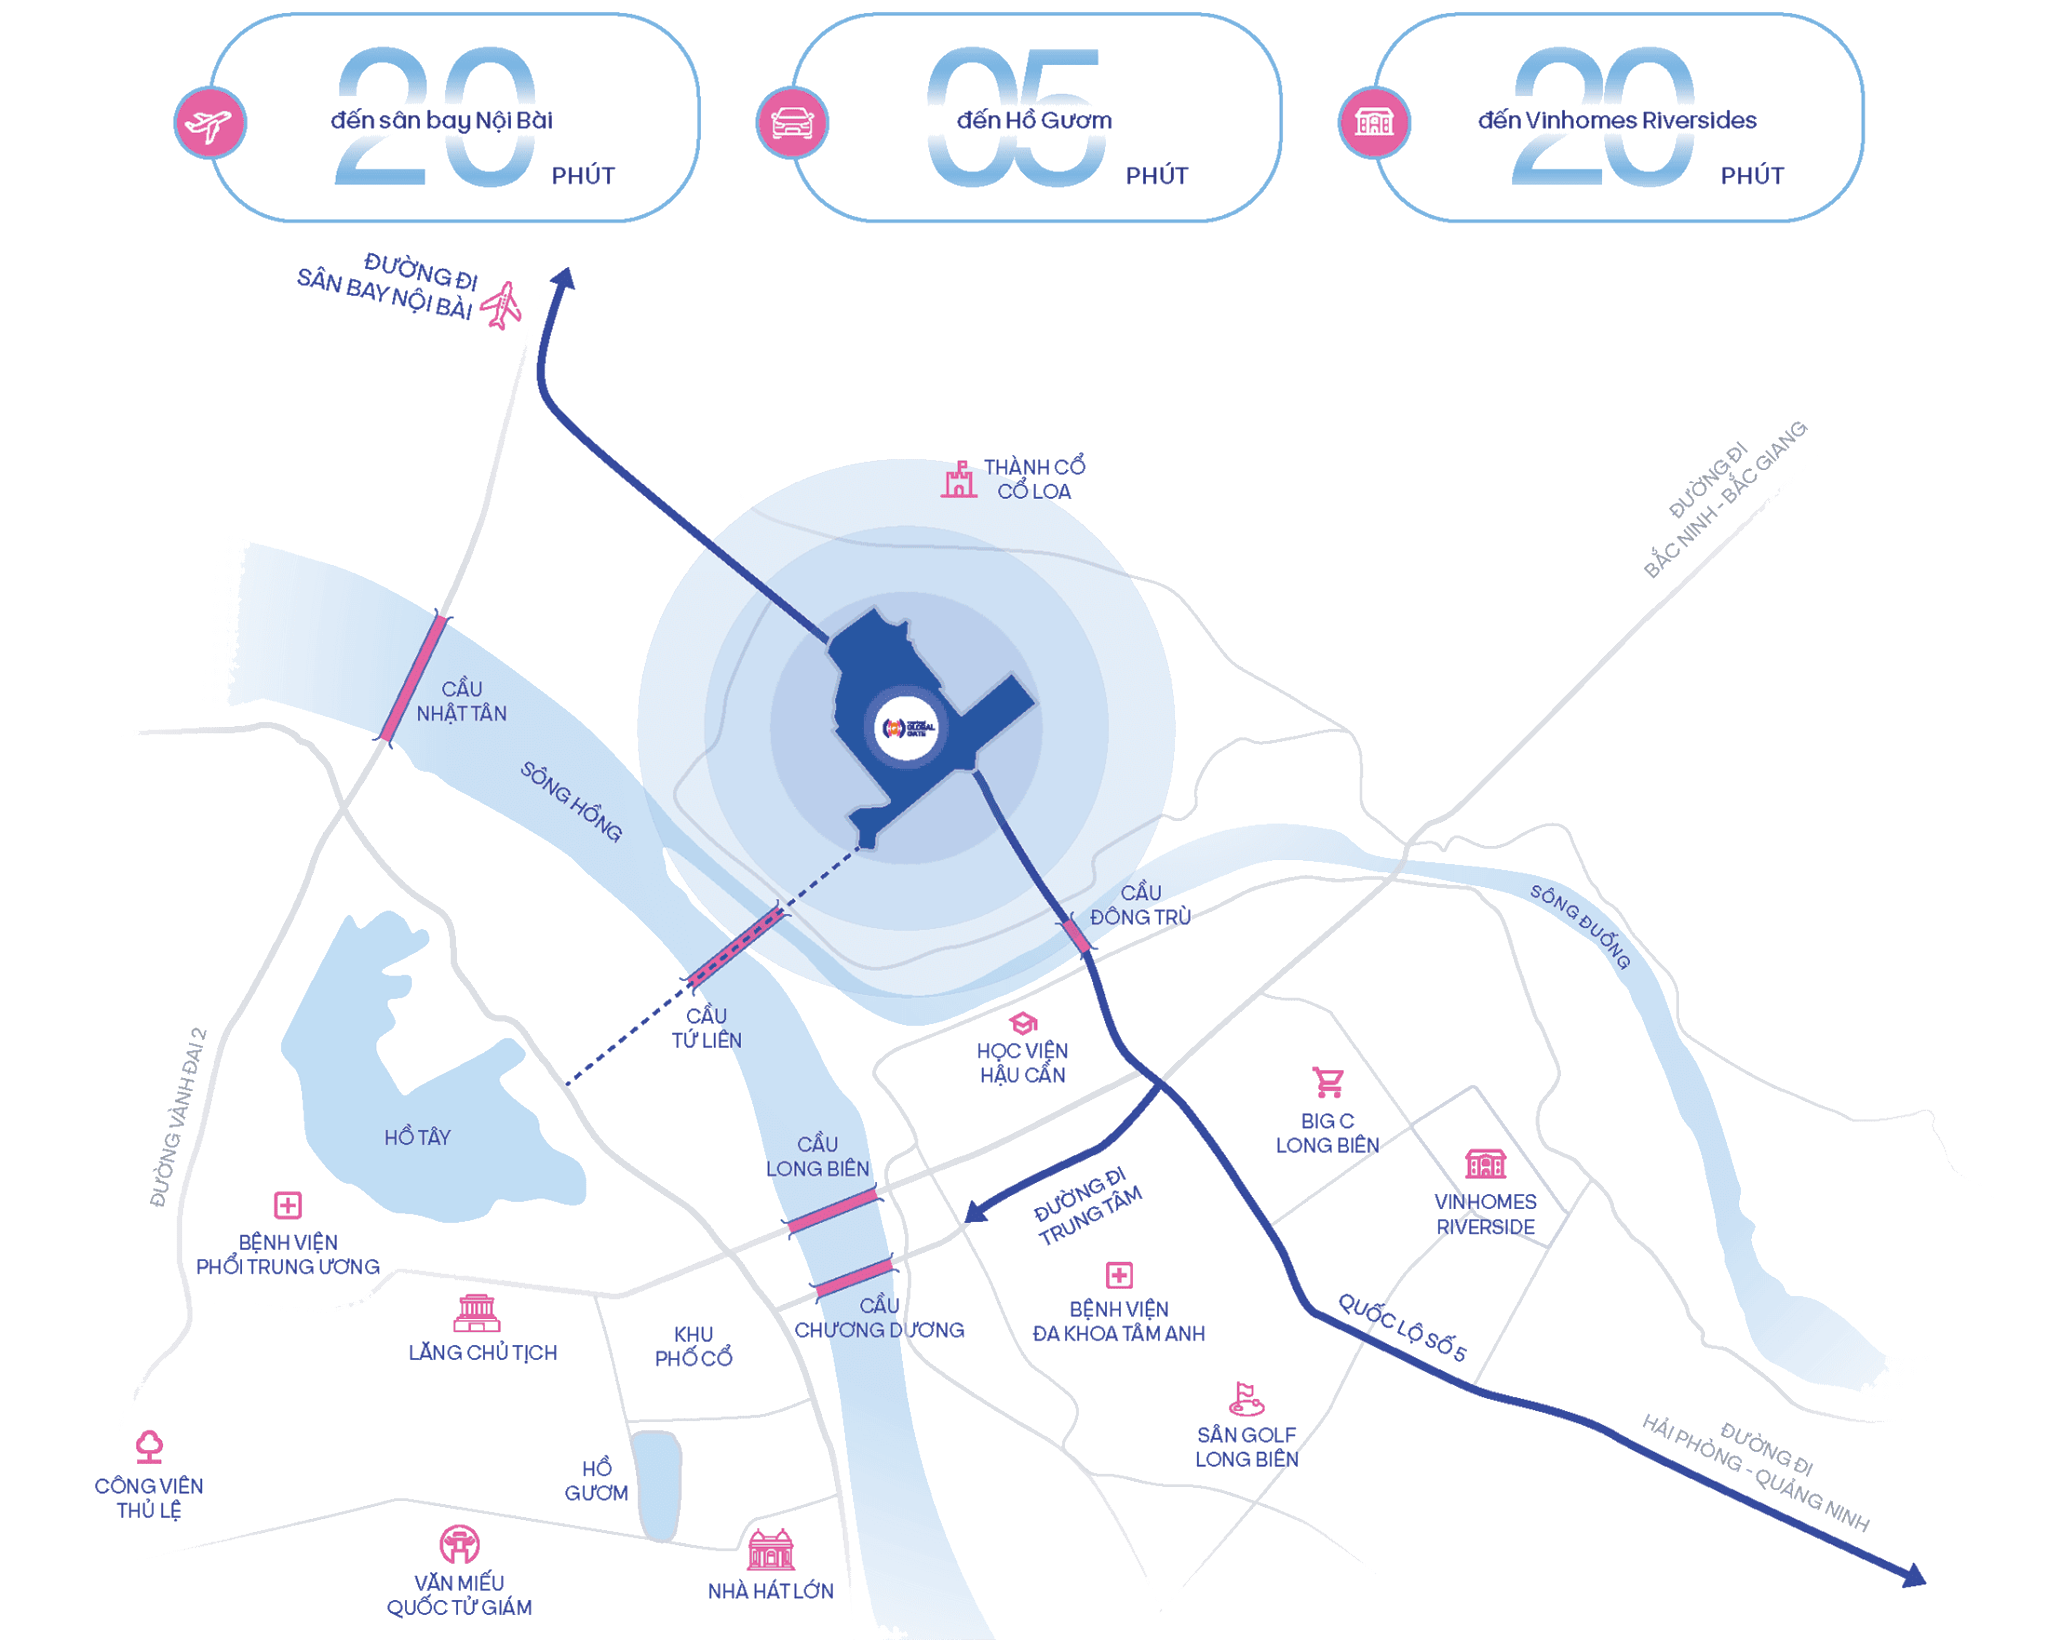 20
đến sân bay Nội Bài
PHÚT
05
đến Hồ Gươm
PHÚT
20
đến Vinhomes Riversides
PHÚT
ĐƯỜNG ĐI
SÂN BAY NỘI BÀI
THÀNH CỔ
CỔ LOA
ĐƯỜNG ĐI
BẮC NINH - BẮC GIANG
CẦU
NHẬT TÂN
SÔNG HỒNG
GLOBAL
GATE
CẦU
ĐÔNG TRÙ
SÔNG ĐUỐNG
CẦU
TỨ LIÊN
HỌC VIỆN
HẬU CẦN
ĐƯỜNG VÀNH ĐAI 2
HỒ TÂY
BIG C
LONG BIÊN
CẦU
LONG BIÊN
ĐƯỜNG ĐI
TRUNG TÂM
VINHOMES
RIVERSIDE
BỆNH VIỆN
PHỔI TRUNG ƯƠNG
BỆNH VIỆN
ĐA KHOA TÂM ANH
CẦU
CHƯƠNG DƯƠNG
QUỐC LỘ SỐ 5
LĂNG CHỦ TỊCH
KHU
PHỐ CỔ
SÂN GOLF
LONG BIÊN
ĐƯỜNG ĐI
HẢI PHÒNG - QUẢNG NINH
CÔNG VIÊN
THỦ LỆ
HỒ
GƯƠM
VĂN MIẾU
QUỐC TỬ GIÁM
NHÀ HÁT LỚN